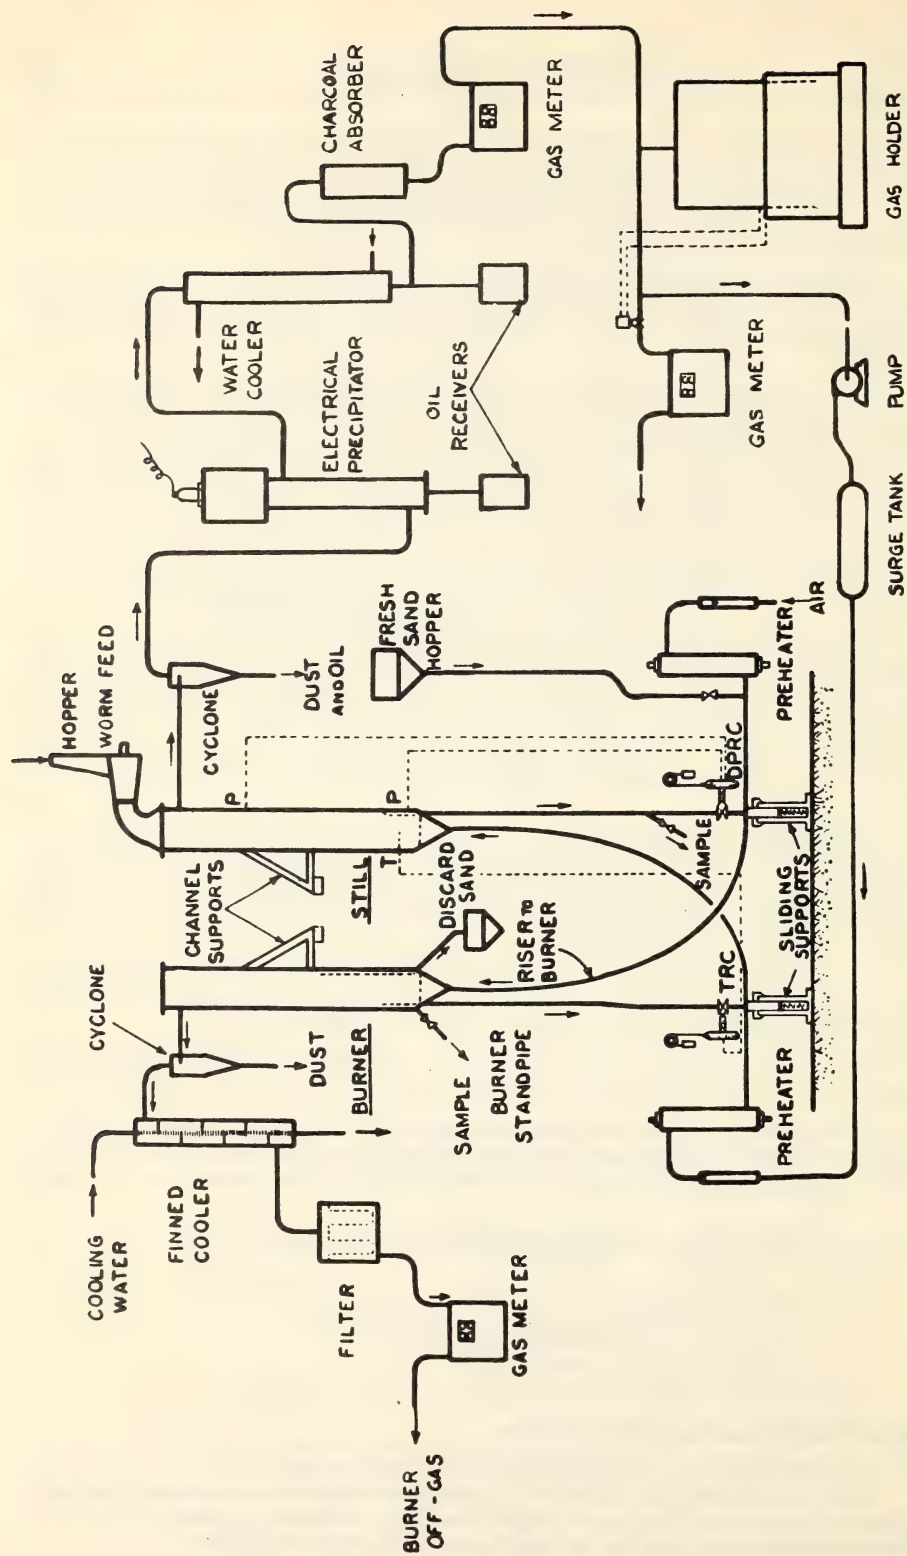 HOPPER
WORM FEED
CHARCOAL
ABSORBER
COOLING
WATER
CYCLONE
FINNED
COOLER
CHANNEL
SUPPORTS
CYCLONE
P
WATER
COOLER
GAS METER
DUST
BURNER
STILL
T
P
DUST
AND OIL
ELECTRICAL
PRECIPITATOR
FILTER
DISCARD
SAND
FRESH
SAND
HOPPER
OIL
RECEIVERS
BURNER
OFF-GAS
GAS METER
SAMPLE
BURNER
STANDPIPE
RISER TO
BURNER
SAMPLE
DPRC
TRC
GAS METER
PREHEATER
SLIDING
SUPPORTS
PREHEATER
AIR
SURGE TANK
PUMP
GAS HOLDER